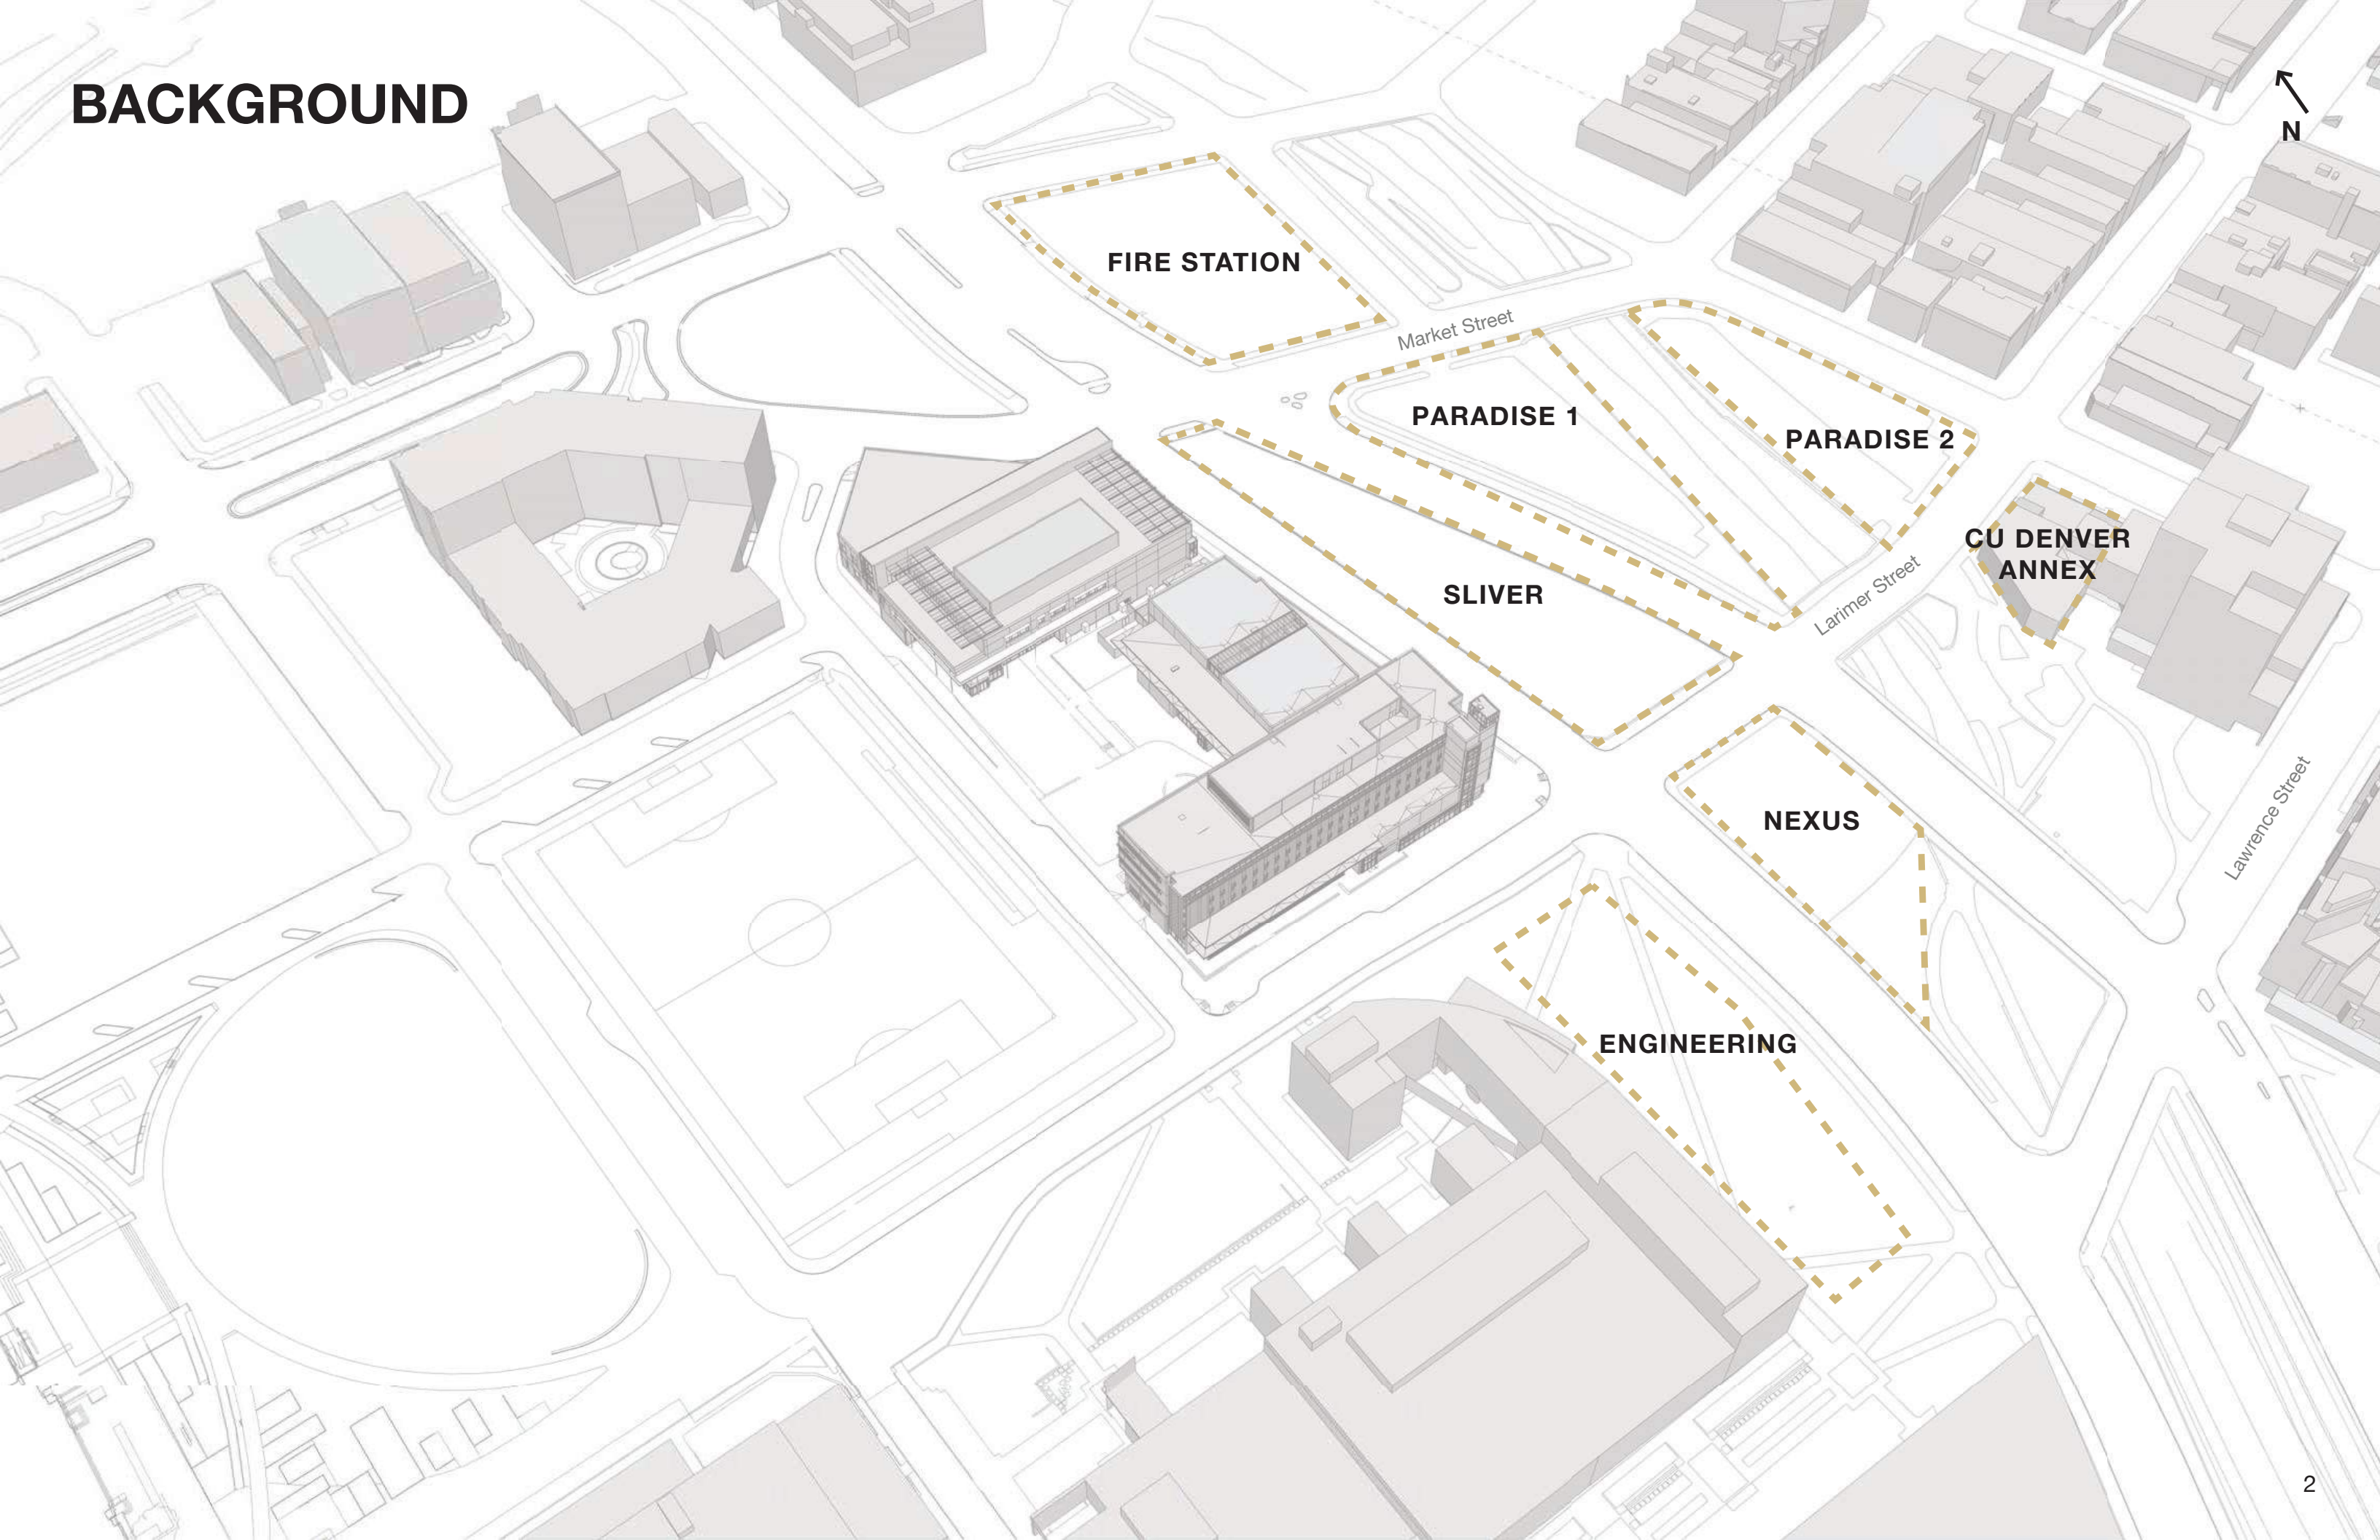 BACKGROUND
N
FIRE STATION
Market Street
PARADISE 1
PARADISE 2
CU DENVER
ANNEX
Larimer Street
SLIVER
NEXUS
Lawrence Street
ENGINEERING
2